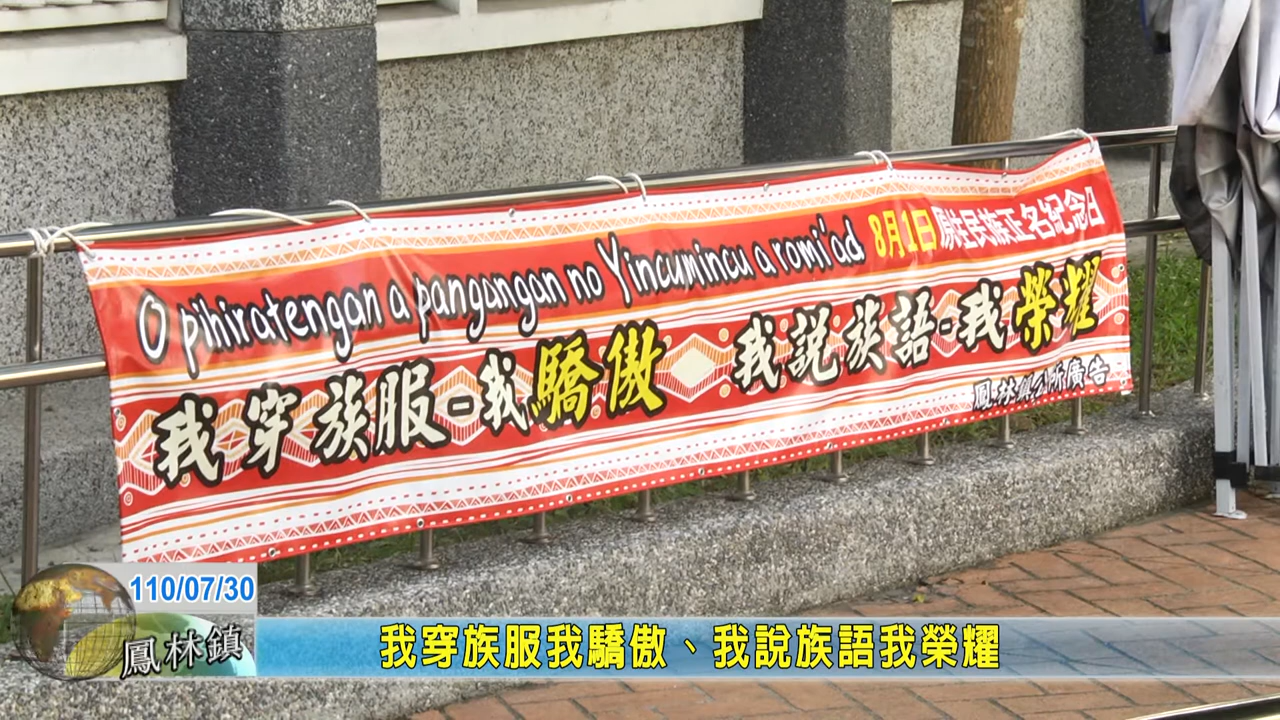 O pihiratengan a pangangan no Yincumincu a romi'ad 8月1日原住民族正名紀念日
我穿族服-我驕傲 我說族語-我榮耀
鳳林鎮公所廣告
110/07/30
鳳林鎮
我穿族服我驕傲、我說族語我榮耀